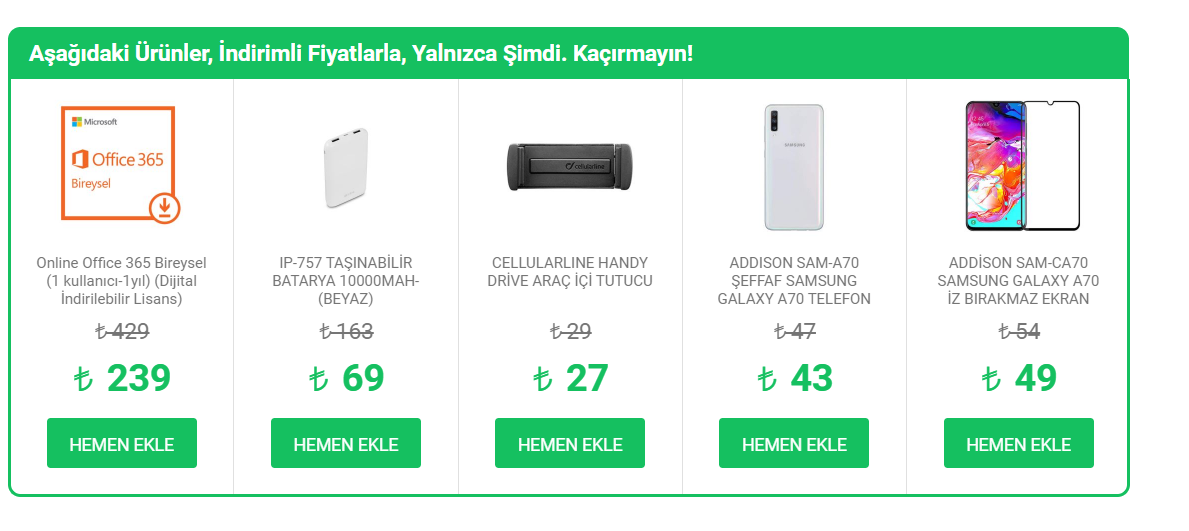 Aşağıdaki Ürünler, İndirimli Fiyatlarla, Yalnızca Şimdi. Kaçırmayın!
Microsoft
Office 365
Bireysel
Online Office 365 Bireysel
(1 kullanıcı-1yıl) (Dijital
İndirilebilir Lisans)
₺ 429
₺ 239
HEMEN EKLE
IP-757 TAŞINABİLİR
BATARYA 10000MAH-
(BEYAZ)
₺ 163
₺ 69
HEMEN EKLE
cellularline
CELLULARLINE HANDY
DRİVE ARAÇ İÇİ TUTUCU
₺ 29
₺ 27
HEMEN EKLE
SAMSUNG
ADDISON SAM-A70
ŞEFFAF SAMSUNG
GALAXY A70 TELEFON
₺ 47
₺ 43
HEMEN EKLE
12:45
ADDİSON SAM-CA70
SAMSUNG GALAXY A70
İZ BIRAKMAZ EKRAN
₺ 54
₺ 49
HEMEN EKLE